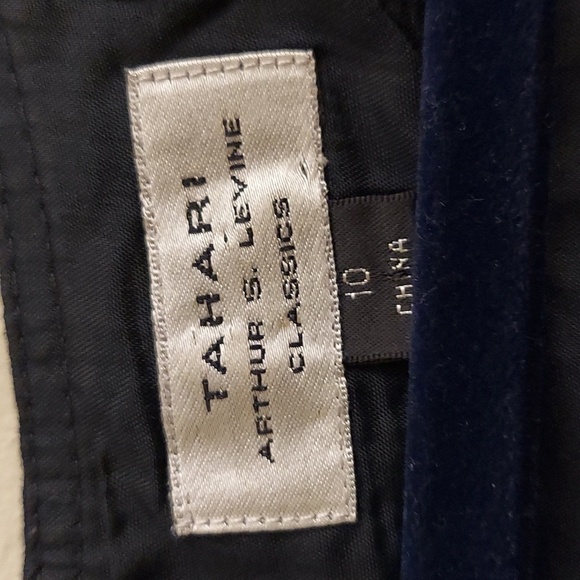 TAHARI
ARTHUR S. LEVINE
CLASSICS
10
CHINA